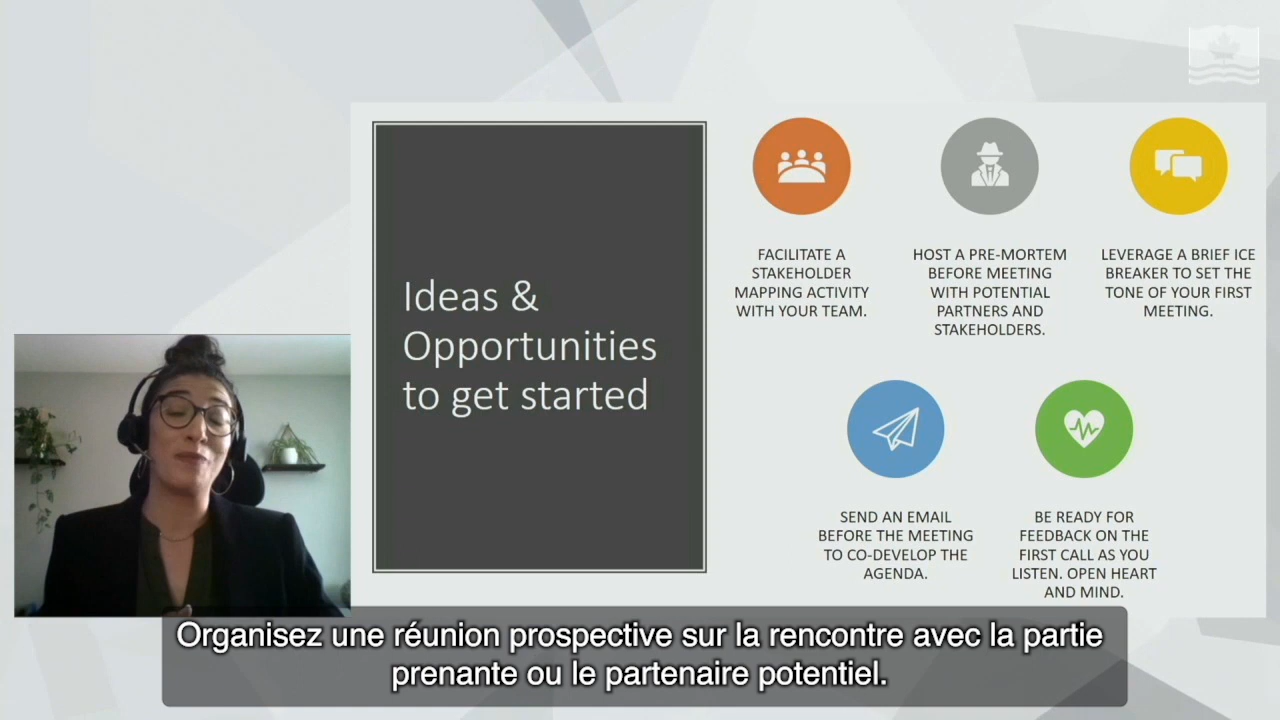 Ideas &
Opportunities
to get started
FACILITATE A
STAKEHOLDER
MAPPING ACTIVITY
WITH YOUR TEAM.
HOST A PRE-MORTEM
BEFORE MEETING
WITH POTENTIAL
PARTNERS AND
STAKEHOLDERS.
LEVERAGE A BRIEF ICE
BREAKER TO SET THE
TONE OF YOUR FIRST
MEETING.
SEND AN EMAIL
BEFORE THE MEETING
TO CO-DEVELOP THE
AGENDA.
BE READY FOR
FEEDBACK ON THE
FIRST CALL AS YOU
LISTEN. OPEN HEART
AND MIND.
Organisez une réunion prospective sur la rencontre avec la partie
prenante ou le partenaire potentiel.